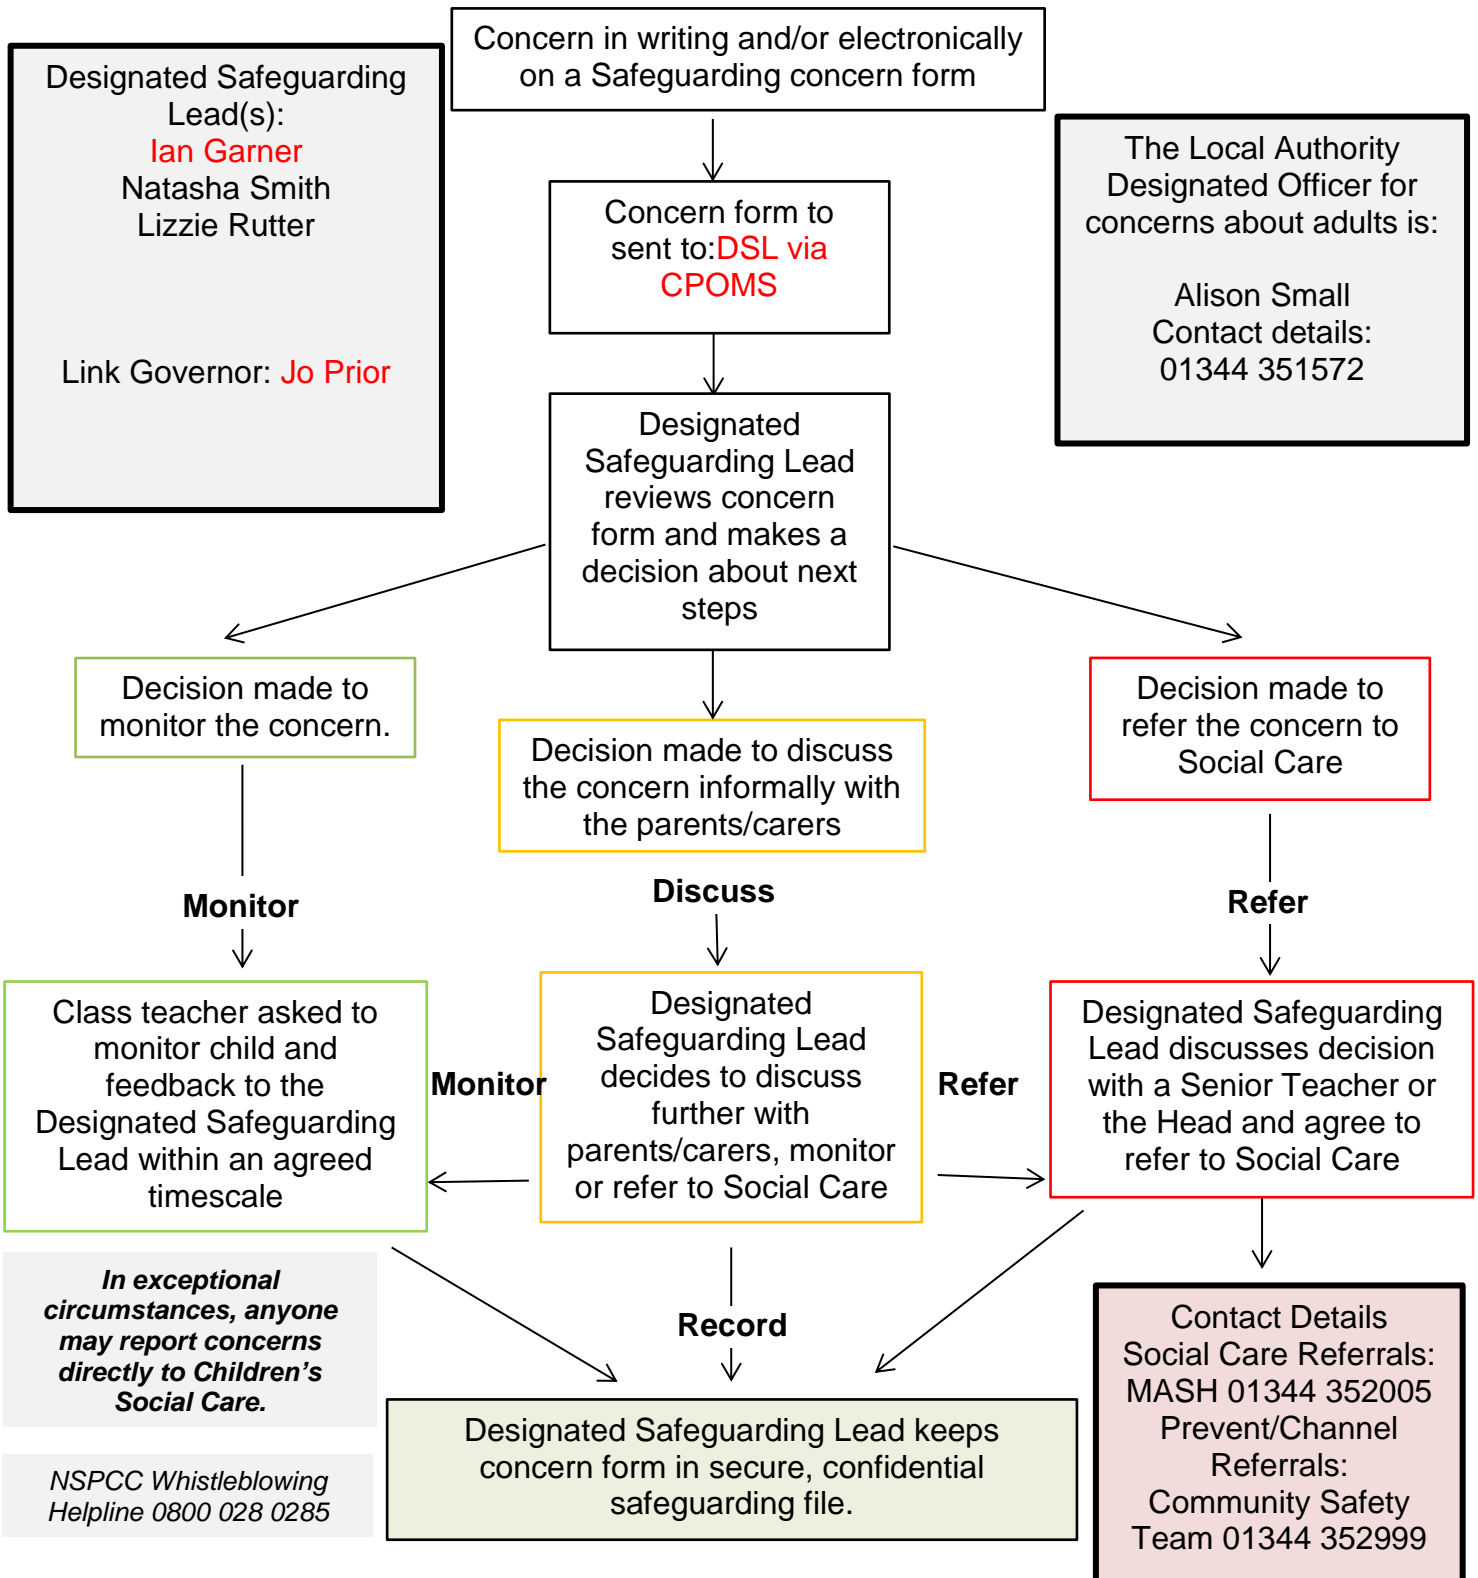 Concern in writing and/or electronically
on a Safeguarding concern form
Designated Safeguarding
Lead(s):
Ian Garner
Natasha Smith
Lizzie Rutter
Link Governor: Jo Prior
The Local Authority
Designated Officer for
concerns about adults is:
Alison Small
Contact details:
01344 351572
Concern form to
sent to:DSL via
CPOMS
Designated
Safeguarding Lead
reviews concern
form and makes a
decision about next
steps
Decision made to
monitor the concern.
Decision made to discuss
the concern informally with
the parents/carers
Decision made to
refer the concern to
Social Care
Monitor
Discuss
Refer
Class teacher asked to
monitor child and
feedback to the
Designated Safeguarding
Lead within an agreed
timescale
Monitor
Designated
Safeguarding Lead
decides to discuss
further with
parents/carers, monitor
or refer to Social Care
Refer
Designated Safeguarding
Lead discusses decision
with a Senior Teacher or
the Head and agree to
refer to Social Care
In exceptional
circumstances, anyone
may report concerns
directly to Children’s
Social Care.
Record
Contact Details
Social Care Referrals:
MASH 01344 352005
Prevent/Channel
Referrals:
Community Safety
Team 01344 352999
Designated Safeguarding Lead keeps
concern form in secure, confidential
safeguarding file.
NSPCC Whistleblowing
Helpline 0800 028 0285